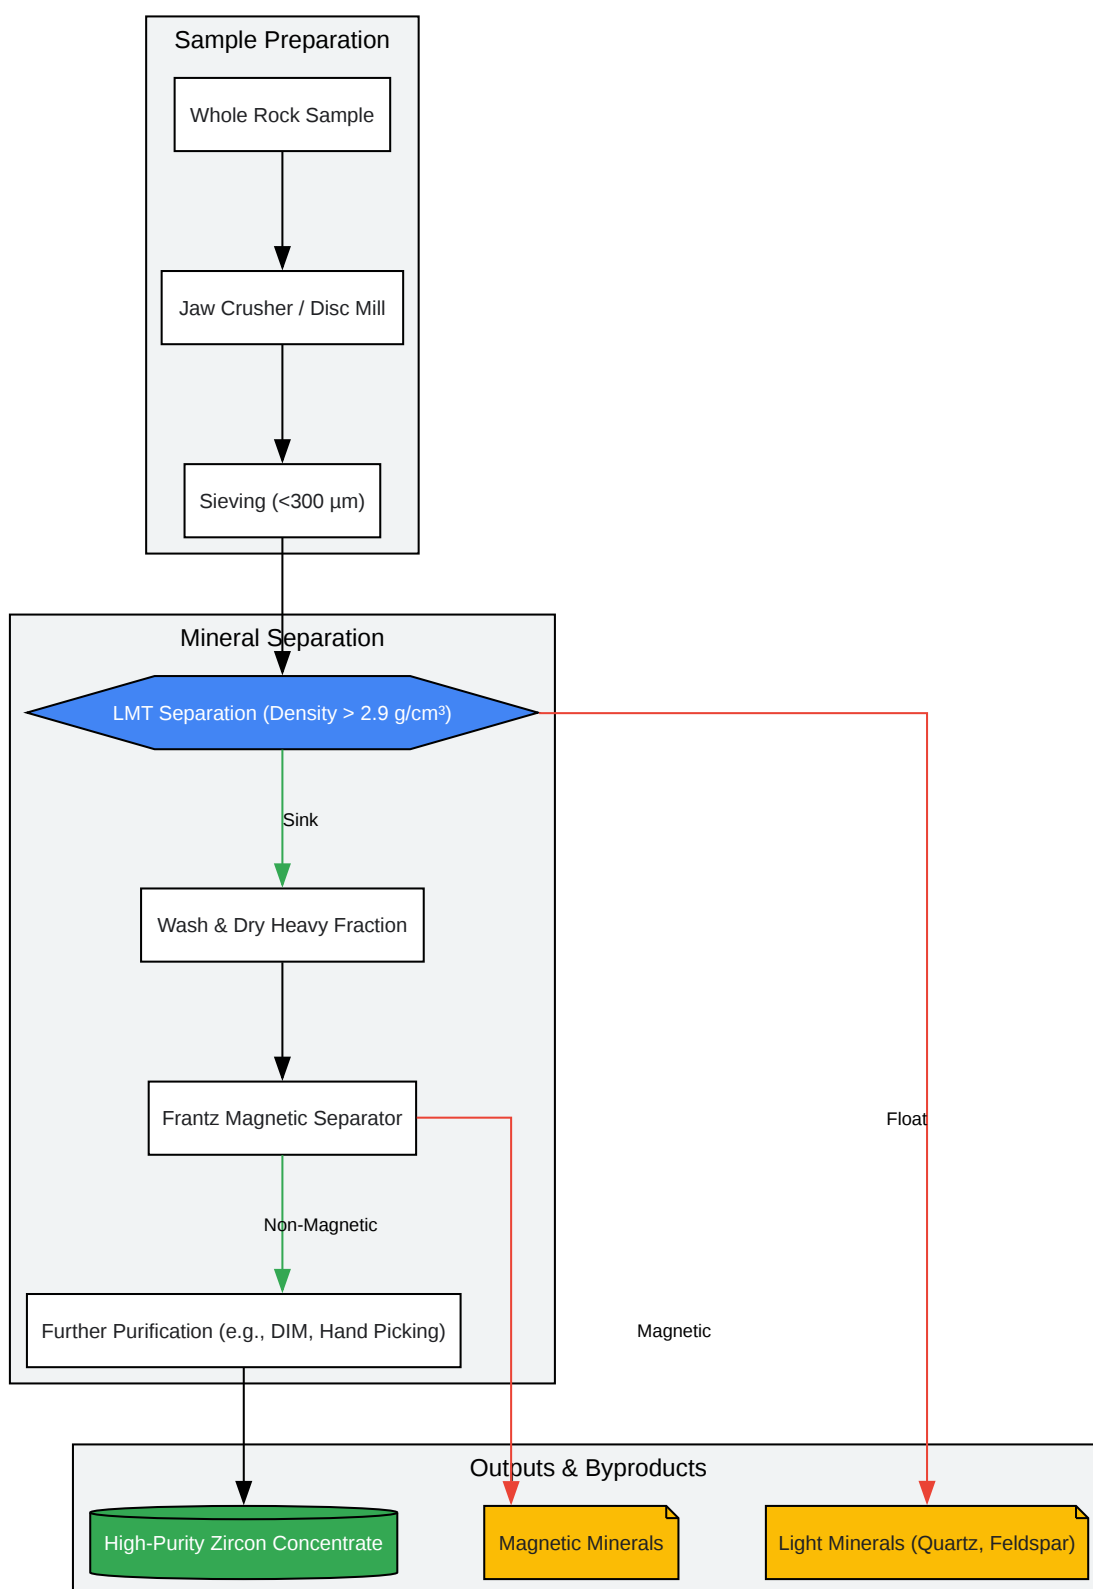 Sample Preparation
Whole Rock Sample
Jaw Crusher / Disc Mill
Sieving (<300 µm)
Mineral Separation
LMT Separation (Density > 2.9 g/cm³)
Sink
Wash & Dry Heavy Fraction
Frantz Magnetic Separator
Float
Non-Magnetic
Further Purification (e.g., DIM, Hand Picking)
Magnetic
Outputs & Byproducts
High-Purity Zircon Concentrate
Magnetic Minerals
Light Minerals (Quartz, Feldspar)